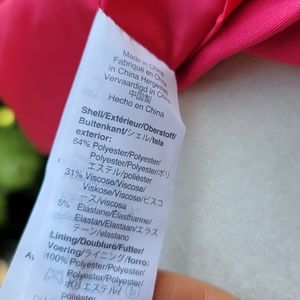 Made in China
Fabriqué en China
in China Hergestellt
Vervaardigd in China
中国製
Hecho en China
Shell/Extérieur/Oberstoff/
Buitenkant/シェル/tela
exterior:
64% Polyester/Polyester/
Polyester/Polyester/ポリ
エステル/poliéster
31% Viscose/Viscose/
Viscose/Viscose/ビスコ
ース/viscosa
5% Elastane/Elasthanne/
Elastan/Elastaan/エラス
テーン/elastano
Lining/Doublure/Futter/
Voering/ライニング/forro:
100% Polyester/Polyester/
Polyester/Polyester/ポリ
エステル/